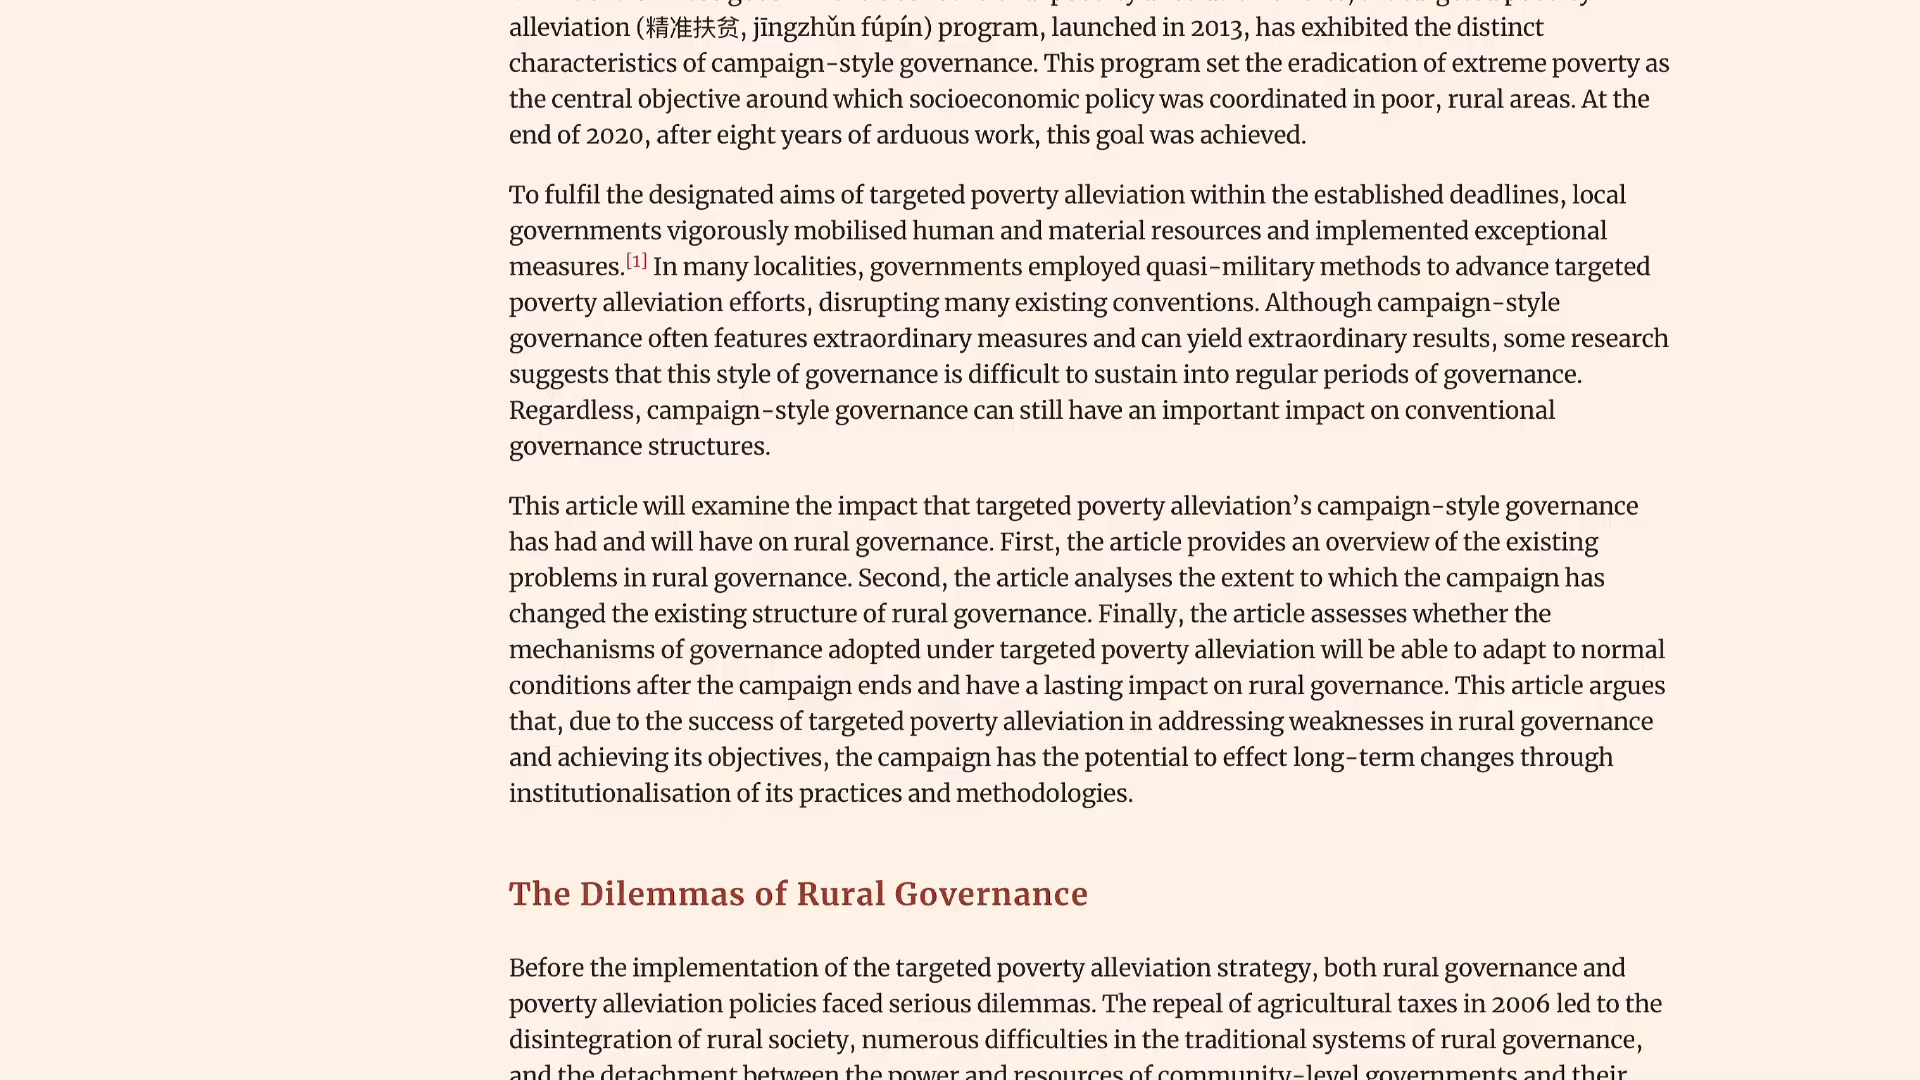 alleviation (精准扶贫, jīngzhǔn fúpín) program, launched in 2013, has exhibited the distinct
characteristics of campaign-style governance. This program set the eradication of extreme poverty as
the central objective around which socioeconomic policy was coordinated in poor, rural areas. At the
end of 2020, after eight years of arduous work, this goal was achieved.
To fulfil the designated aims of targeted poverty alleviation within the established deadlines, local
governments vigorously mobilised human and material resources and implemented exceptional
measures.[1] In many localities, governments employed quasi-military methods to advance targeted
poverty alleviation efforts, disrupting many existing conventions. Although campaign-style
governance often features extraordinary measures and can yield extraordinary results, some research
suggests that this style of governance is difficult to sustain into regular periods of governance.
Regardless, campaign-style governance can still have an important impact on conventional
governance structures.
This article will examine the impact that targeted poverty alleviation’s campaign-style governance
has had and will have on rural governance. First, the article provides an overview of the existing
problems in rural governance. Second, the article analyses the extent to which the campaign has
changed the existing structure of rural governance. Finally, the article assesses whether the
mechanisms of governance adopted under targeted poverty alleviation will be able to adapt to normal
conditions after the campaign ends and have a lasting impact on rural governance. This article argues
that, due to the success of targeted poverty alleviation in addressing weaknesses in rural governance
and achieving its objectives, the campaign has the potential to effect long-term changes through
institutionalisation of its practices and methodologies.
The Dilemmas of Rural Governance
Before the implementation of the targeted poverty alleviation strategy, both rural governance and
poverty alleviation policies faced serious dilemmas. The repeal of agricultural taxes in 2006 led to the
disintegration of rural society, numerous difficulties in the traditional systems of rural governance,
and the detachment between the power and resources of community-level governments and their